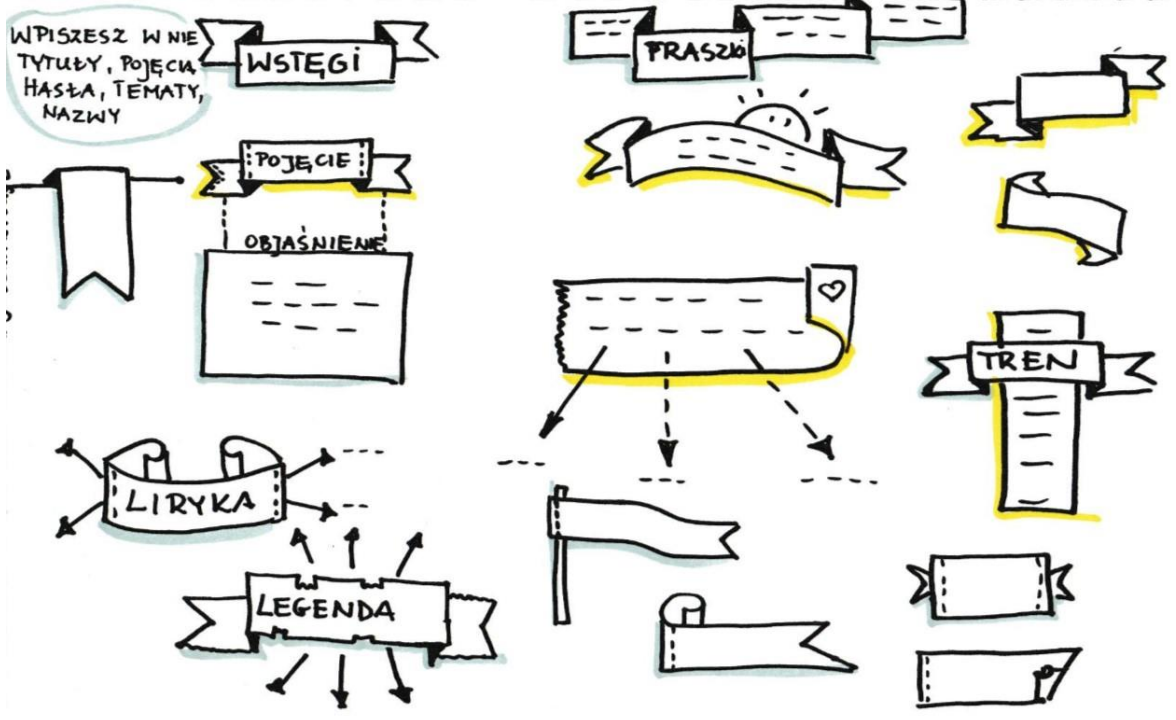 WPISZESZ W NIE
TYTUŁY, POJĘCIA
HASŁA, TEMATY,
NAZWY
WSTĘGI
FRASZKI
POJĘCIE
OBJAŚNIENIE
TREN
LIRYKA
LEGENDA